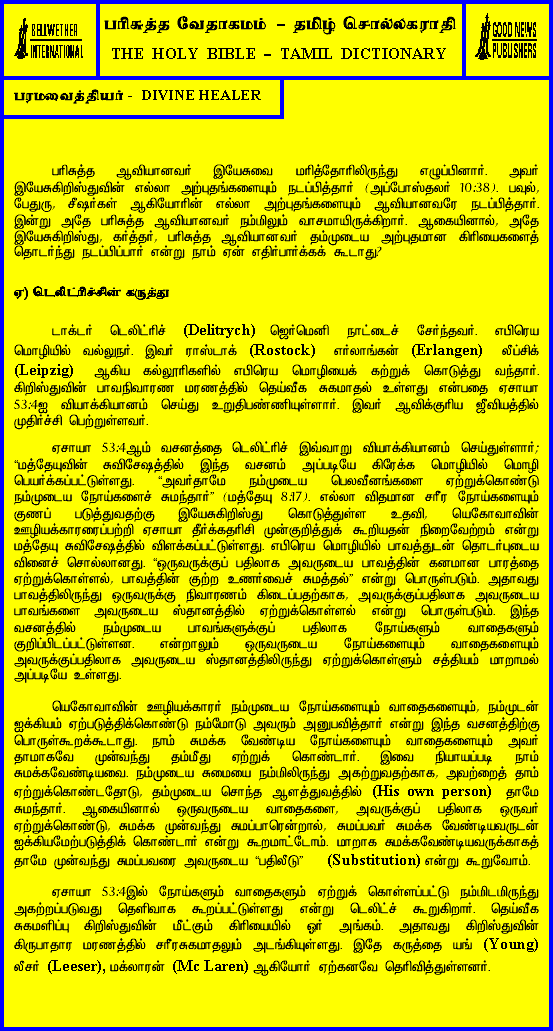 BELLWETHER
INTERNATIONAL
பரிசுத்த வேதாகமம் – தமிழ் சொல்லகராதி
THE HOLY BIBLE – TAMIL DICTIONARY
GOOD NEWS
PUBLISHERS
பரமவைத்தியர் - DIVINE HEALER
பரிசுத்த ஆவியானவர் இயேசுவை மரித்தோரிலிருந்து எழுப்பினார். அவர்
இயேசுகிறிஸ்துவின் எல்லா அற்புதங்களையும் நடப்பித்தார் (அப்போஸ்தலர் 10:38). பவுல்,
பேதுரு, சீஷர்கள் ஆகியோரின் எல்லா அற்புதங்களையும் ஆவியானவரே நடப்பித்தார்.
இன்று அதே பரிசுத்த ஆவியானவர் நம்மிலும் வாசமாயிருக்கிறார். ஆகையினால், அதே
இயேசுகிறிஸ்து, கர்த்தர், பரிசுத்த ஆவியானவர் தம்முடைய அற்புதமான கிரியைகளைத்
தொடர்ந்து நடப்பிப்பார் என்று நாம் ஏன் எதிர்பார்க்கக் கூடாது?
ஏ) டெலிட்ரிச்சின் கருத்து
டாக்டர் டெலிட்ரிச் (Delitrych) ஜெர்மெனி நாட்டைச் சேர்ந்தவர். எபிரெய
மொழியில் வல்லுநர். இவர் ராஸ்டாக் (Rostock) எர்லாங்கன் (Erlangen) லீப்சிக்
(Leipzig) ஆகிய கல்லூரிகளில் எபிரெய மொழியைக் கற்றுக் கொடுத்து வந்தார்.
கிறிஸ்துவின் பாவநிவாரண மரணத்தில் தெய்வீக சுகமாதல் உள்ளது என்பதை ஏசாயா
53:4ஐ வியாக்கியானம் செய்து உறுதிபண்ணியுள்ளார். இவர் ஆவிக்குரிய ஜீவியத்தில்
முதிர்ச்சி பெற்றுள்ளவர்.
ஏசாயா 53:4ஆம் வசனத்தை டெலிட்ரிச் இவ்வாறு வியாக்கியானம் செய்துள்ளார்;
“மத்தேயுவின் சுவிசேஷத்தில் இந்த வசனம் அப்படியே கிரேக்க மொழியில் மொழி
பெயர்க்கப்பட்டுள்ளது. “அவர்தாமே நம்முடைய பெலவீனங்களை ஏற்றுக்கொண்டு
நம்முடைய நோய்களைச் சுமந்தார்” (மத்தேயு 8:17). எல்லா விதமான சரீர நோய்களையும்
குணப் படுத்துவதற்கு இயேசுகிறிஸ்து கொடுத்துள்ள உதவி, யெகோவாவின்
ஊழியக்காரரைப்பற்றி ஏசாயா தீர்க்கதரிசி முன்குறித்துக் கூறியதன் நிறைவேற்றம் என்று
மத்தேயு சுவிசேஷத்தில் விளக்கப்பட்டுள்ளது. எபிரெய மொழியில் பாவத்துடன் தொடர்புடைய
வினைச் சொல்லானது. “ஒருவருக்குப் பதிலாக அவருடைய பாவத்தின் கனமான பாரத்தை
ஏற்றுக்கொள்ளல், பாவத்தின் குற்ற உணர்வைச் சுமத்தல்” என்று பொருள்படும். அதாவது
பாவத்திலிருந்து ஒருவருக்கு நிவாரணம் கிடைப்பதற்காக, அவருக்குப்பதிலாக அவருடைய
பாவங்களை அவருடைய ஸ்தானத்தில் ஏற்றுக்கொள்ளல் என்று பொருள்படும். இந்த
வசனத்தில் நம்முடைய பாவங்களுக்குப் பதிலாக நோய்களும் வாதைகளும்
குறிப்பிடப்பட்டுள்ளன. என்றாலும் ஒருவருடைய நோய்களையும் வாதைகளையும்
அவருக்குப்பதிலாக அவருடைய ஸ்தானத்திலிருந்து ஏற்றுக்கொள்ளும் சத்தியம் மாறாமல்
அப்படியே உள்ளது.
யெகோவாவின் ஊழியக்காரர் நம்முடைய நோய்களையும் வாதைகளையும், நம்முடன்
ஐக்கியம் ஏற்படுத்திக்கொண்டு நம்மோடு அவரும் அனுபவித்தார் என்று இந்த வசனத்திற்கு
பொருள்கூறக்கூடாது. நாம் சுமக்க வேண்டிய நோய்களையும் வாதைகளையும் அவர்
தாமாகவே முன்வந்து தம்மீது ஏற்றுக் கொண்டார். இவை நியாயப்படி நாம்
சுமக்கவேண்டியவை. நம்முடைய சுமையை நம்மிலிருந்து அகற்றுவதற்காக, அவற்றைத் தாம்
ஏற்றுக்கொண்டதோடு, தம்முடைய சொந்த ஆளத்துவத்தில் (His own person) தாமே
சுமந்தார். ஆகையினால் ஒருவருடைய வாதைகளை, அவருக்குப் பதிலாக ஒருவர்
ஏற்றுக்கொண்டு, சுமக்க முன்வந்து சுமப்பாரென்றால், சுமப்பவர் சுமக்க வேண்டியவருடன்
ஐக்கியமேற்படுத்திக் கொண்டார் என்று கூறமாட்டோம். மாறாக சுமக்கவேண்டியவருக்காகத்
தாமே முன்வந்து சுமப்பவரை அவருடைய “பதிலீடு” (Substitution) என்று கூறுவோம்.
ஏசாயா 53:4இல் நோய்களும் வாதைகளும் ஏற்றுக் கொள்ளப்பட்டு நம்மிடமிருந்து
அகற்றப்படுவது தெளிவாக கூறப்பட்டுள்ளது என்று டெலிட்ச் கூறுகிறார். தெய்வீக
சுகமளிப்பு கிறிஸ்துவின் மீட்கும் கிரியையில் ஓர் அங்கம். அதாவது கிறிஸ்துவின்
கிருபாதார மரணத்தில் சரீரசுகமாதலும் அடங்கியுள்ளது. இதே கருத்தை யங் (Young)
லீசர் (Leeser), மக்லாரன் (Mc Laren) ஆகியோர் ஏற்கனவே தெரிவித்துள்ளனர்.